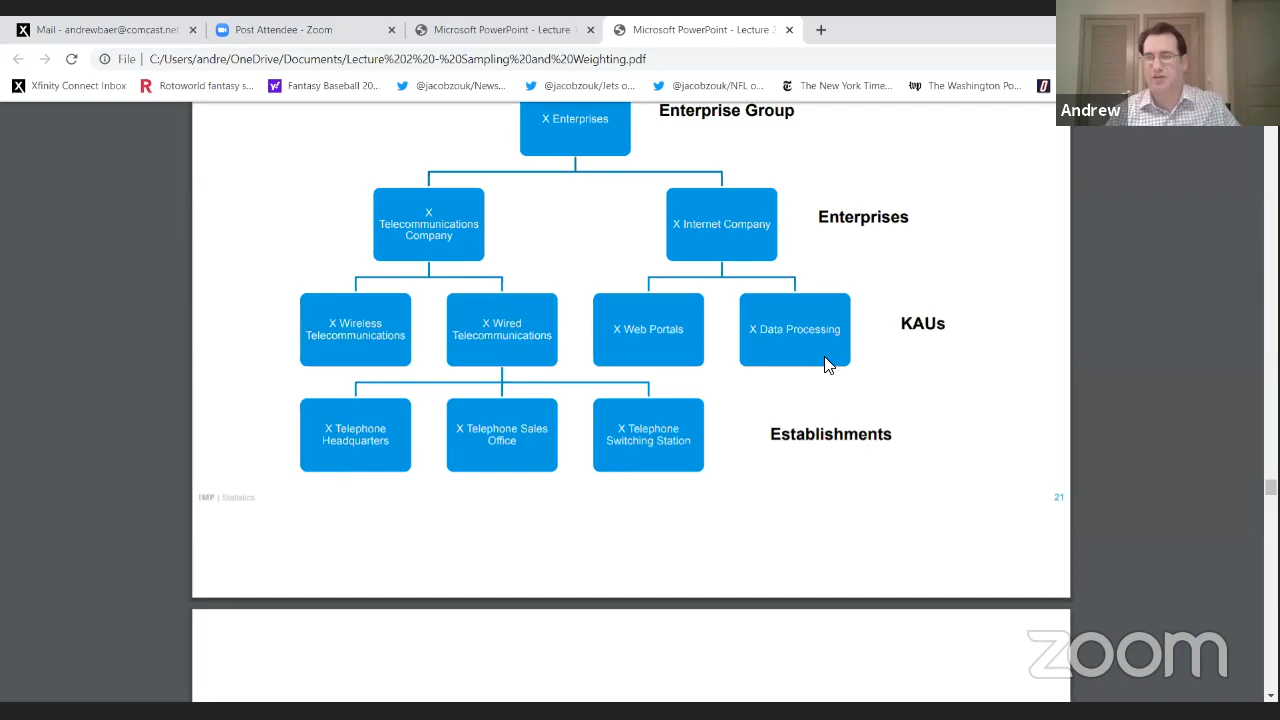 Mail - andrewbaer@comcast.net
Post Attendee - Zoom
Microsoft PowerPoint - Lecture 1
Microsoft PowerPoint - Lecture 2
File
C:/Users/andre/OneDrive/Documents/Lecture%202%20-%20Sampling%20and%20Weighting.pdf
Xfinity Connect Inbox
Rotoworld fantasy s...
Fantasy Baseball 20...
@jacobzouk/News...
@jacobzouk/Jets o...
@jacobzouk/NFL o...
The New York Time...
The Washington Po...
Andrew
X Enterprises
Enterprise Group
X
Telecommunications
Company
X Internet Company
Enterprises
X Wireless
Telecommunications
X Wired
Telecommunications
X Web Portals
X Data Processing
KAUs
X Telephone
Headquarters
X Telephone Sales
Office
X Telephone
Switching Station
Establishments
IMF | Statistics
21
zoom